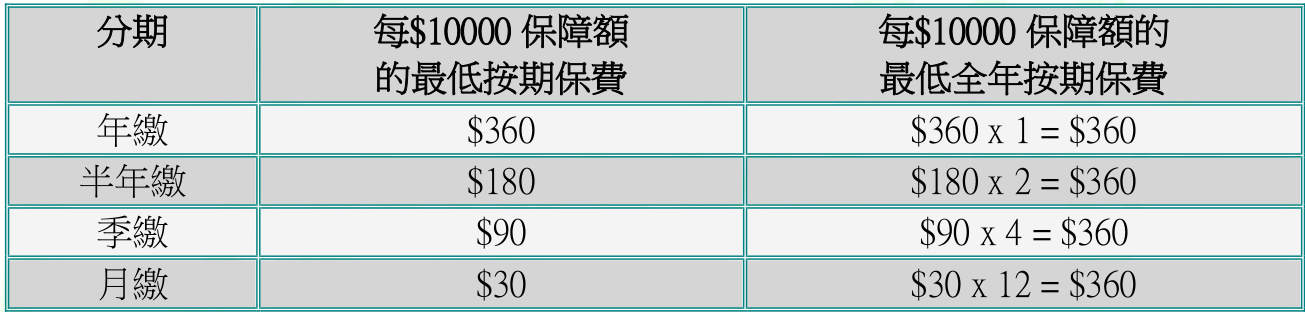 分期 每$10000 保障額 每$10000 保障額的
的最低按期保費 最低全年按期保費
年繳 $360 $360 x 1 = $360
半年繳 $180 $180 x 2 = $360
季繳 $90 $90 x 4 = $360
月繳 $30 $30 x 12 = $360